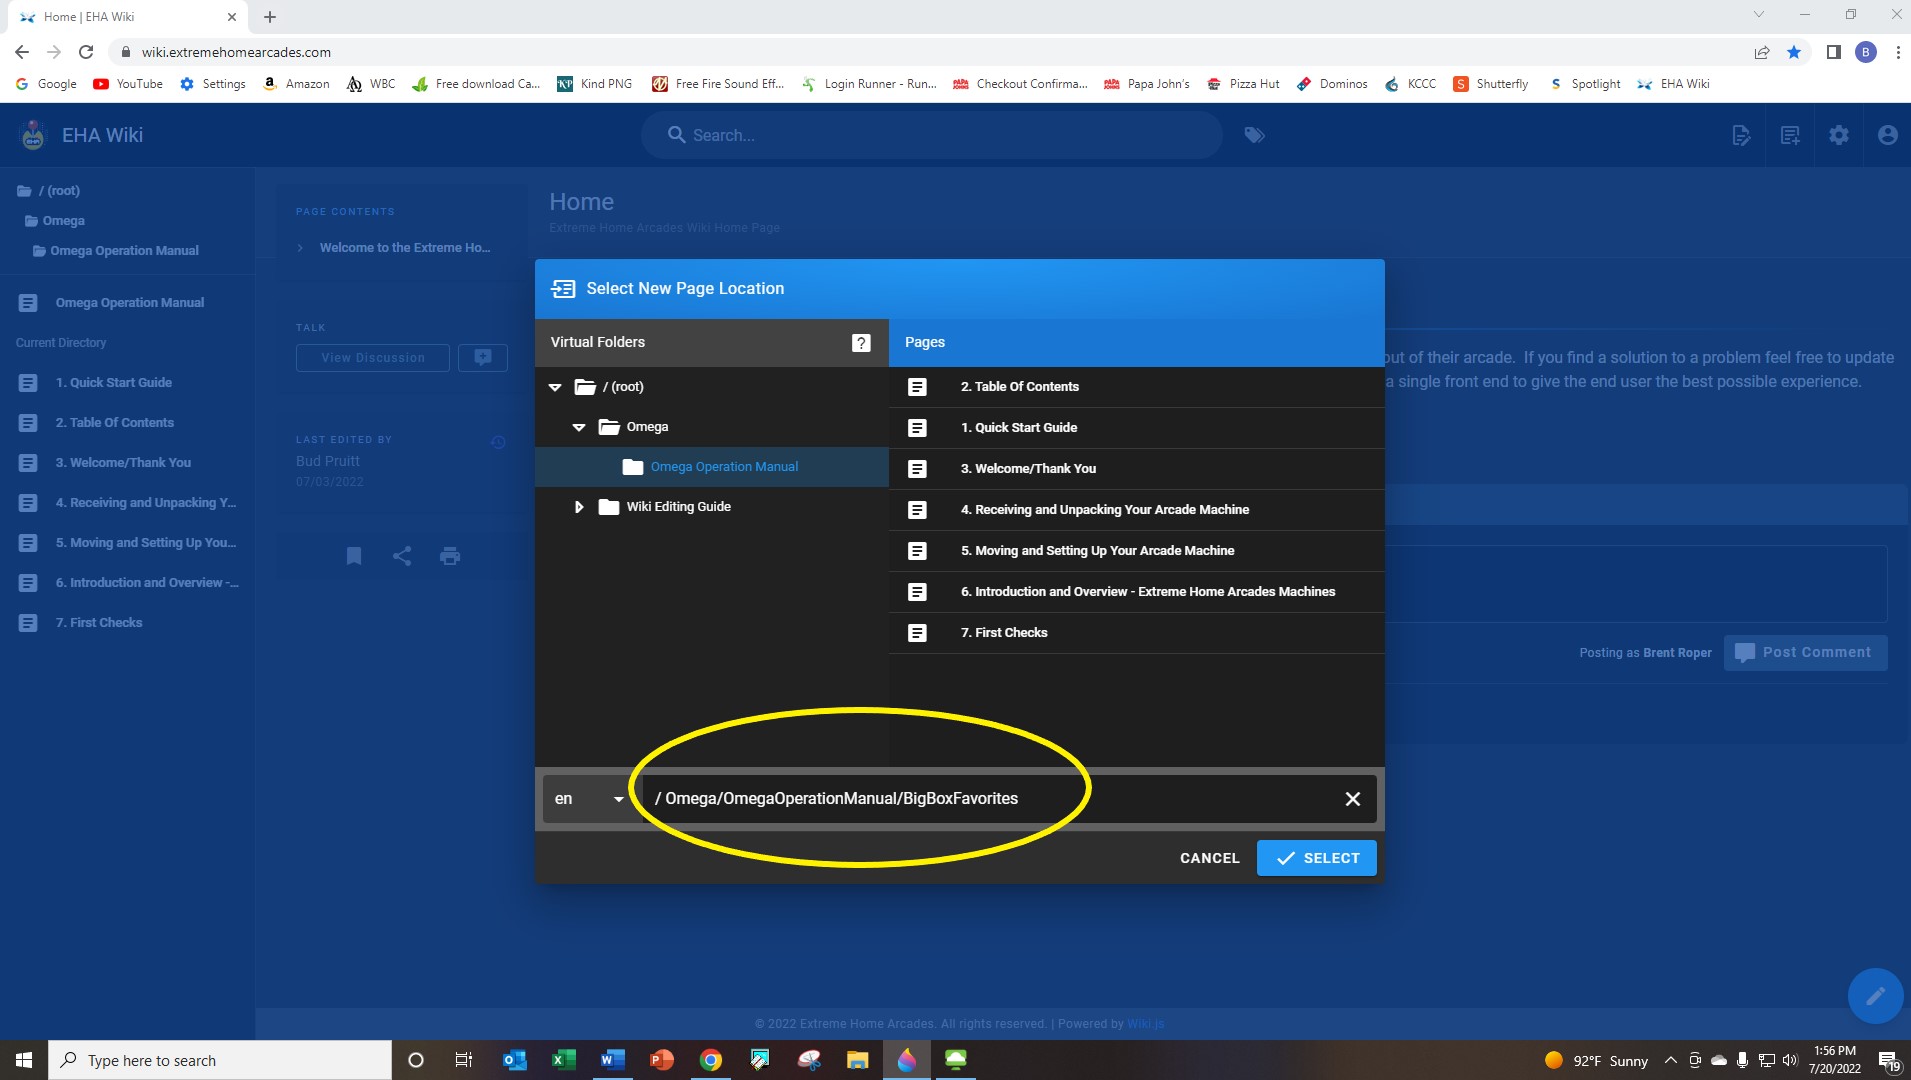 Home | EHA Wiki
wiki.extremehomearcades.com
B
Google YouTube Settings Amazon WBC Free download Ca... Kind PNG Free Fire Sound Eff... Login Runner - Run... Checkout Confirma... Papa John's Pizza Hut Dominos KCCC Shutterfly Spotlight EHA Wiki
EHA Wiki
Search...
/ (root)
Omega
Omega Operation Manual
Omega Operation Manual
Current Directory
1. Quick Start Guide
2. Table Of Contents
3. Welcome/Thank You
4. Receiving and Unpacking Y...
5. Moving and Setting Up You...
6. Introduction and Overview -...
7. First Checks
PAGE CONTENTS
Welcome to the Extreme Ho...
TALK
View Discussion
LAST EDITED BY
Bud Pruitt
07/03/2022
Home
Extreme Home Arcades Wiki Home Page
out of their arcade. If you find a solution to a problem feel free to update
a single front end to give the end user the best possible experience.
Select New Page Location
Virtual Folders
?
/ (root)
Omega
Omega Operation Manual
Wiki Editing Guide
Pages
2. Table Of Contents
1. Quick Start Guide
3. Welcome/Thank You
4. Receiving and Unpacking Your Arcade Machine
5. Moving and Setting Up Your Arcade Machine
6. Introduction and Overview - Extreme Home Arcades Machines
7. First Checks
en
/ Omega/OmegaOperationManual/BigBoxFavorites
CANCEL
SELECT
Posting as Brent Roper
Post Comment
© 2022 Extreme Home Arcades. All rights reserved. | Powered by Wiki.js
Type here to search
92°F Sunny
1:56 PM
7/20/2022
19